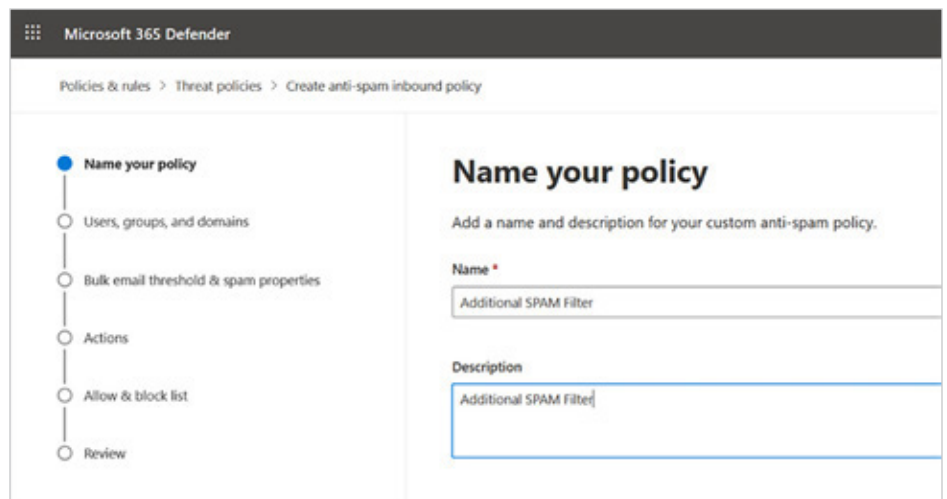 Microsoft 365 Defender
Policies & rules > Threat policies > Create anti-spam inbound policy
Name your policy
Users, groups, and domains
Bulk email threshold & spam properties
Actions
Allow & block list
Review
Name your policy
Add a name and description for your custom anti-spam policy.
Name *
Additional SPAM Filter
Description
Additional SPAM Filter